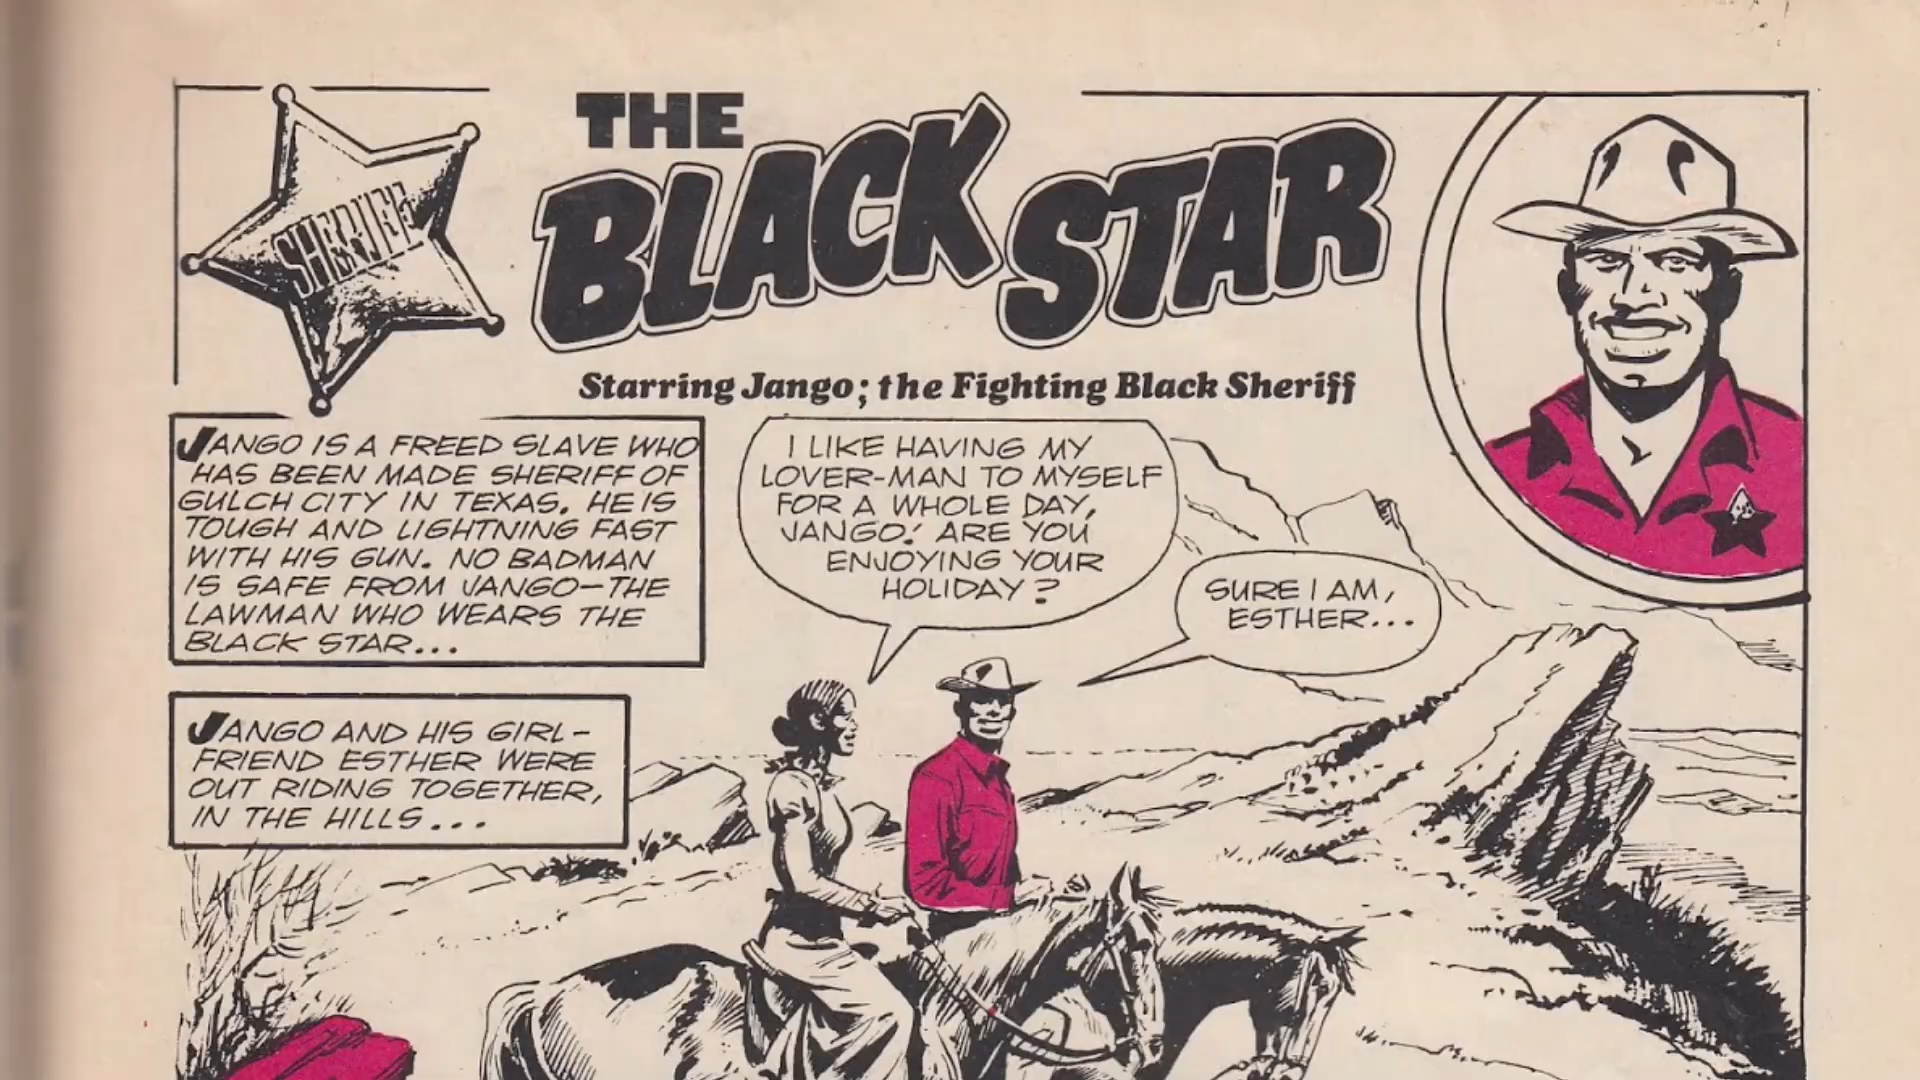 SHERIFF
THE
BLACK STAR
Starring Jango; the Fighting Black Sheriff
JANGO IS A FREED SLAVE WHO
HAS BEEN MADE SHERIFF OF
GULCH CITY IN TEXAS. HE IS
TOUGH AND LIGHTNING FAST
WITH HIS GUN. NO BADMAN
IS SAFE FROM JANGO—THE
LAWMAN WHO WEARS THE
BLACK STAR...
I LIKE HAVING MY
LOVER-MAN TO MYSELF
FOR A WHOLE DAY,
JANGO! ARE YOU
ENJOYING YOUR
HOLIDAY?
SURE I AM,
ESTHER...
JANGO AND HIS GIRL-
FRIEND ESTHER WERE
OUT RIDING TOGETHER,
IN THE HILLS...